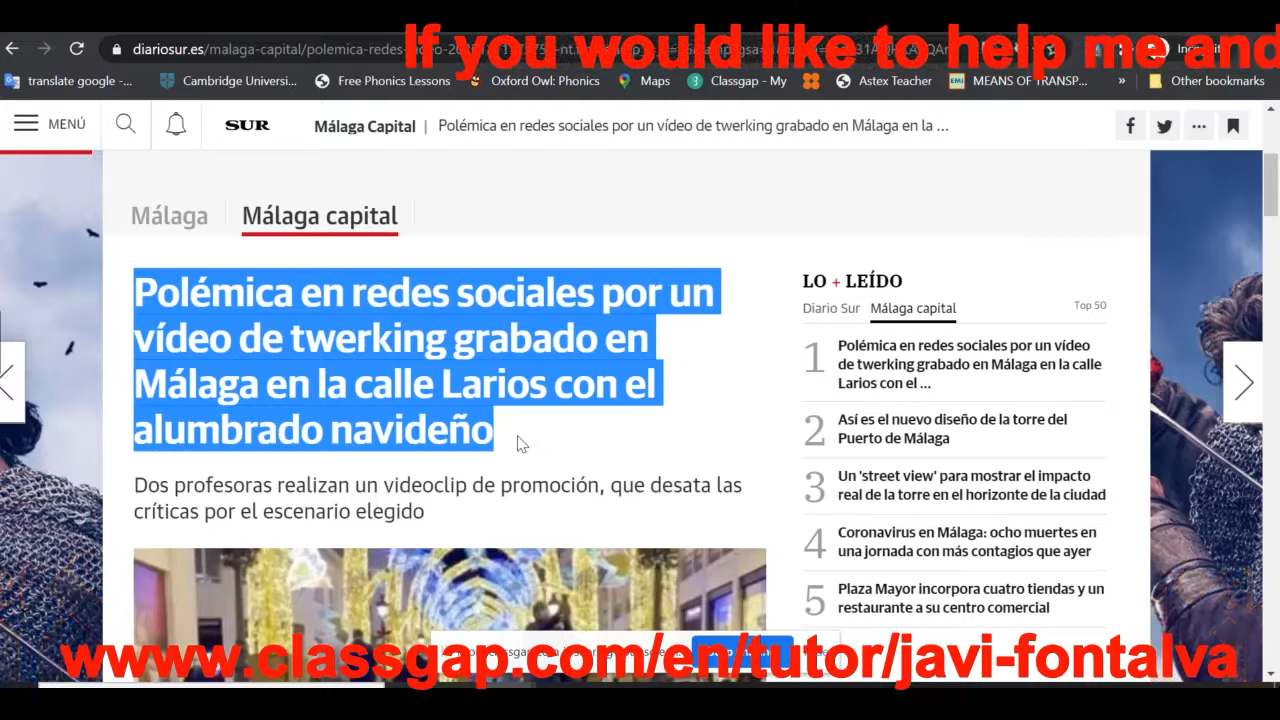 If you would like to help me and
diariosur.es/malaga-capital/polemica-redes-
translate google -...
Cambridge Universi...
Free Phonics Lessons
Oxford Owl: Phonics
Maps
Classgap - My
Astex Teacher
MEANS OF TRANSP...
»
Other bookmarks
MENÚ
SUR
Málaga Capital | Polémica en redes sociales por un vídeo de twerking grabado en Málaga en la ...
Málaga
Málaga capital
Polémica en redes sociales por un
vídeo de twerking grabado en
Málaga en la calle Larios con el
alumbrado navideño
Dos profesoras realizan un videoclip de promoción, que desata las
críticas por el escenario elegido
LO + LEÍDO
Diario Sur
Málaga capital
Top 50
1
Polémica en redes sociales por un vídeo
de twerking grabado en Málaga en la calle
Larios con el ...
2
Así es el nuevo diseño de la torre del
Puerto de Málaga
3
Un 'street view' para mostrar el impacto
real de la torre en el horizonte de la ciudad
4
Coronavirus en Málaga: ocho muertes en
una jornada con más contagios que ayer
5
Plaza Mayor incorpora cuatro tiendas y un
restaurante a su centro comercial
www.classgap.com/en/tutor/javi-fontalva